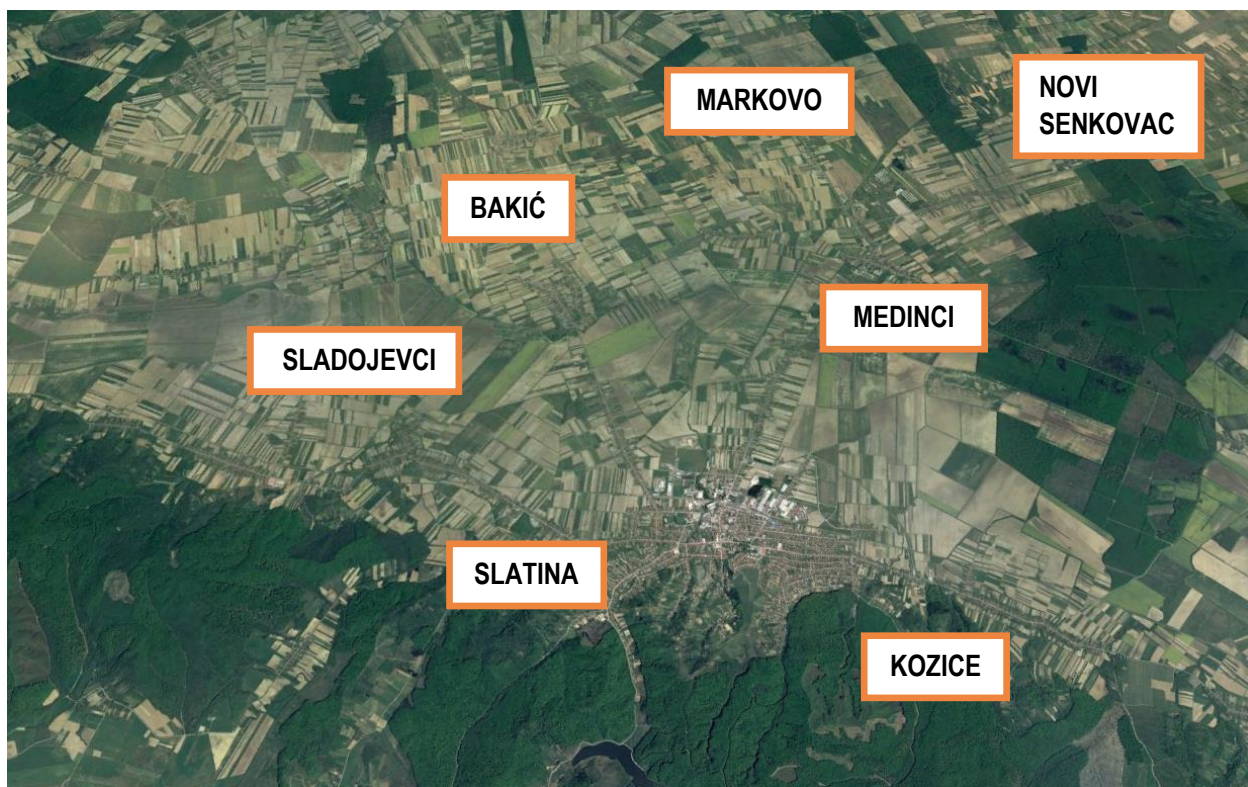 MARKOVO
NOVI
SENKOVAC
BAKIĆ
MEDINCI
SLADOJEVCI
SLATINA
KOZICE